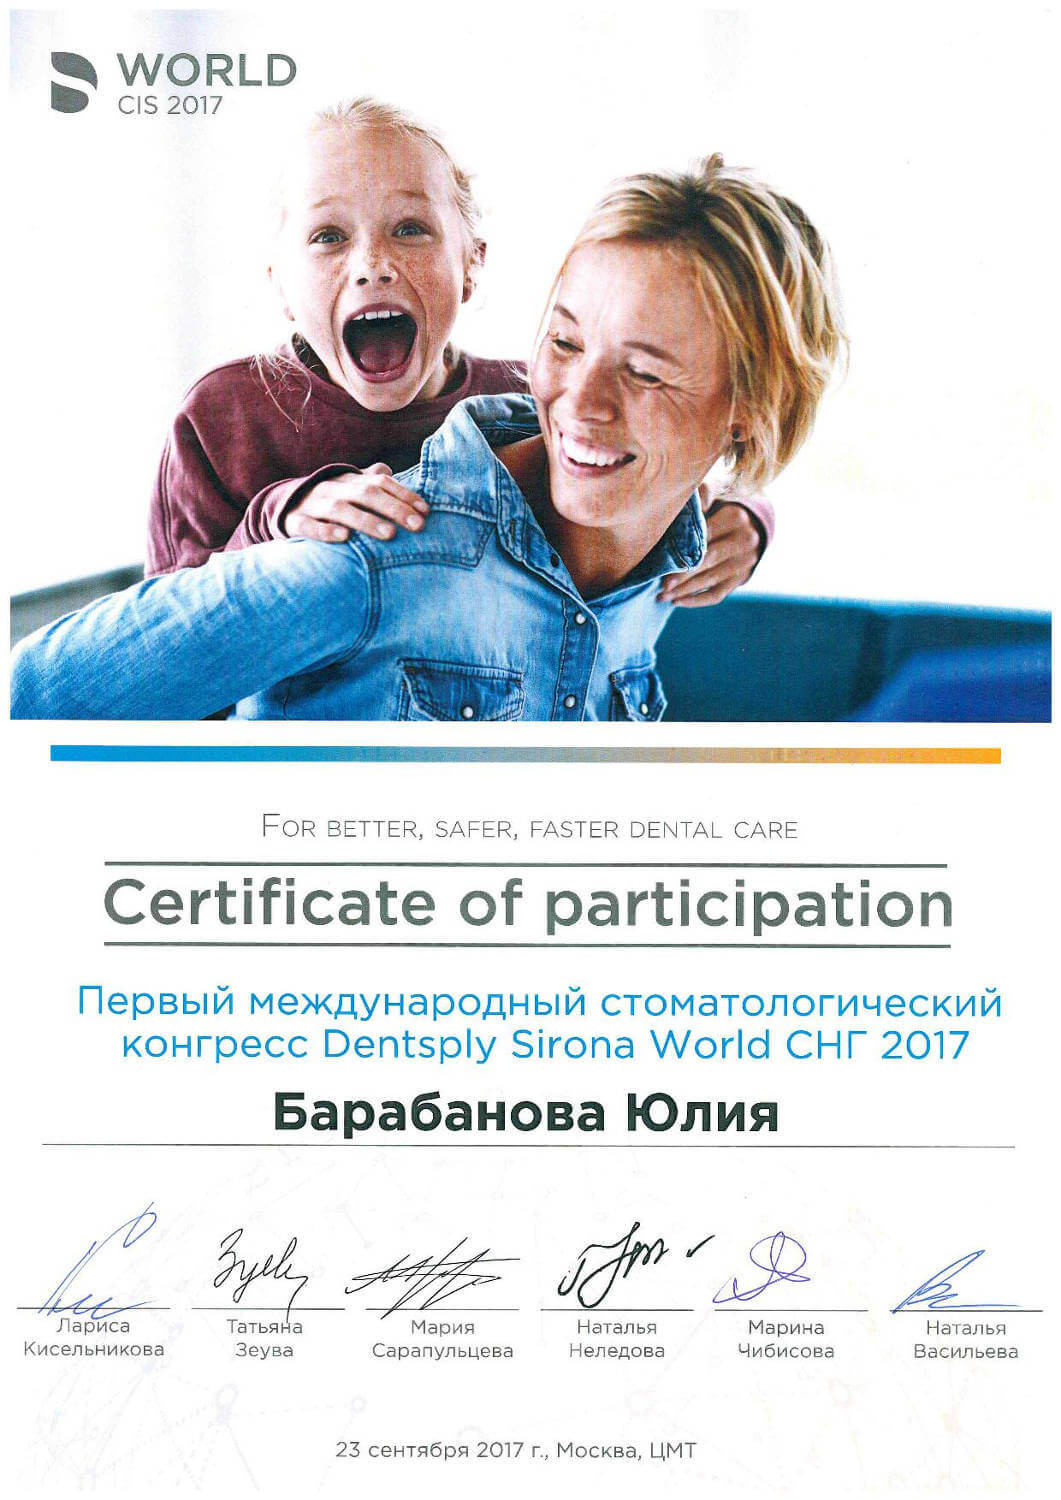 WORLD
CIS 2017
FOR BETTER, SAFER, FASTER DENTAL CARE
Certificate of participation
Первый международный стоматологический
конгресс Dentsply Sirona World СНГ 2017
Барабанова Юлия
Лариса
Кисельникова
Татьяна
Зеува
Мария
Сарапульцева
Наталья
Неледова
Марина
Чибисова
Наталья
Васильева
23 сентября 2017 г., Москва, ЦМТ